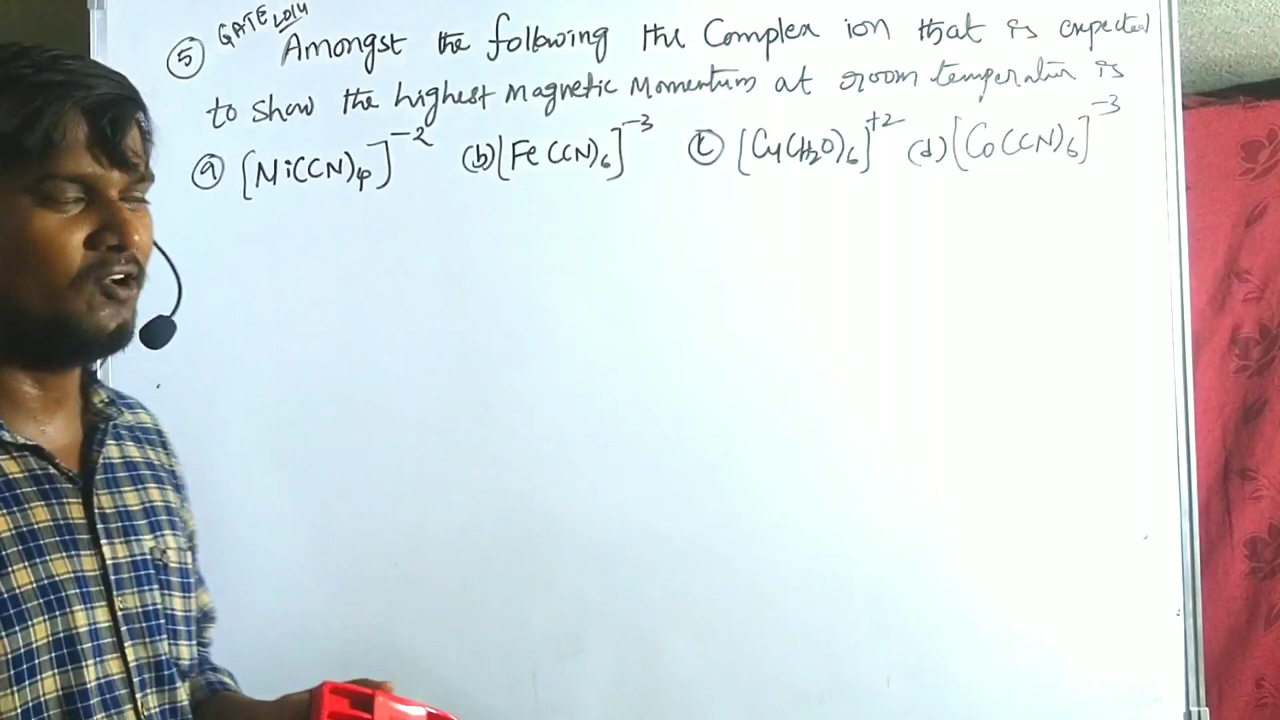 ⑤ GATE 2014
Amongst the following the Complex ion that is expected
to show the highest magnetic Momentum at room temperature is
ⓐ [Ni(CN)4]^-2 (b) [Fe(CN)6]^-3 ⓒ [Cu(H2O)6]^+2 (d) [Co(CN)6]^-3